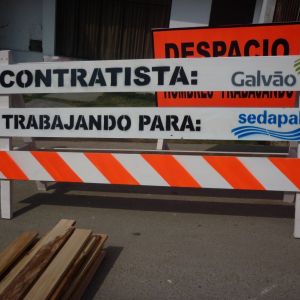 DESPACIO
CONTRATISTA: Galvão
HOMBRES TRABAJANDO
TRABAJANDO PARA: sedapal